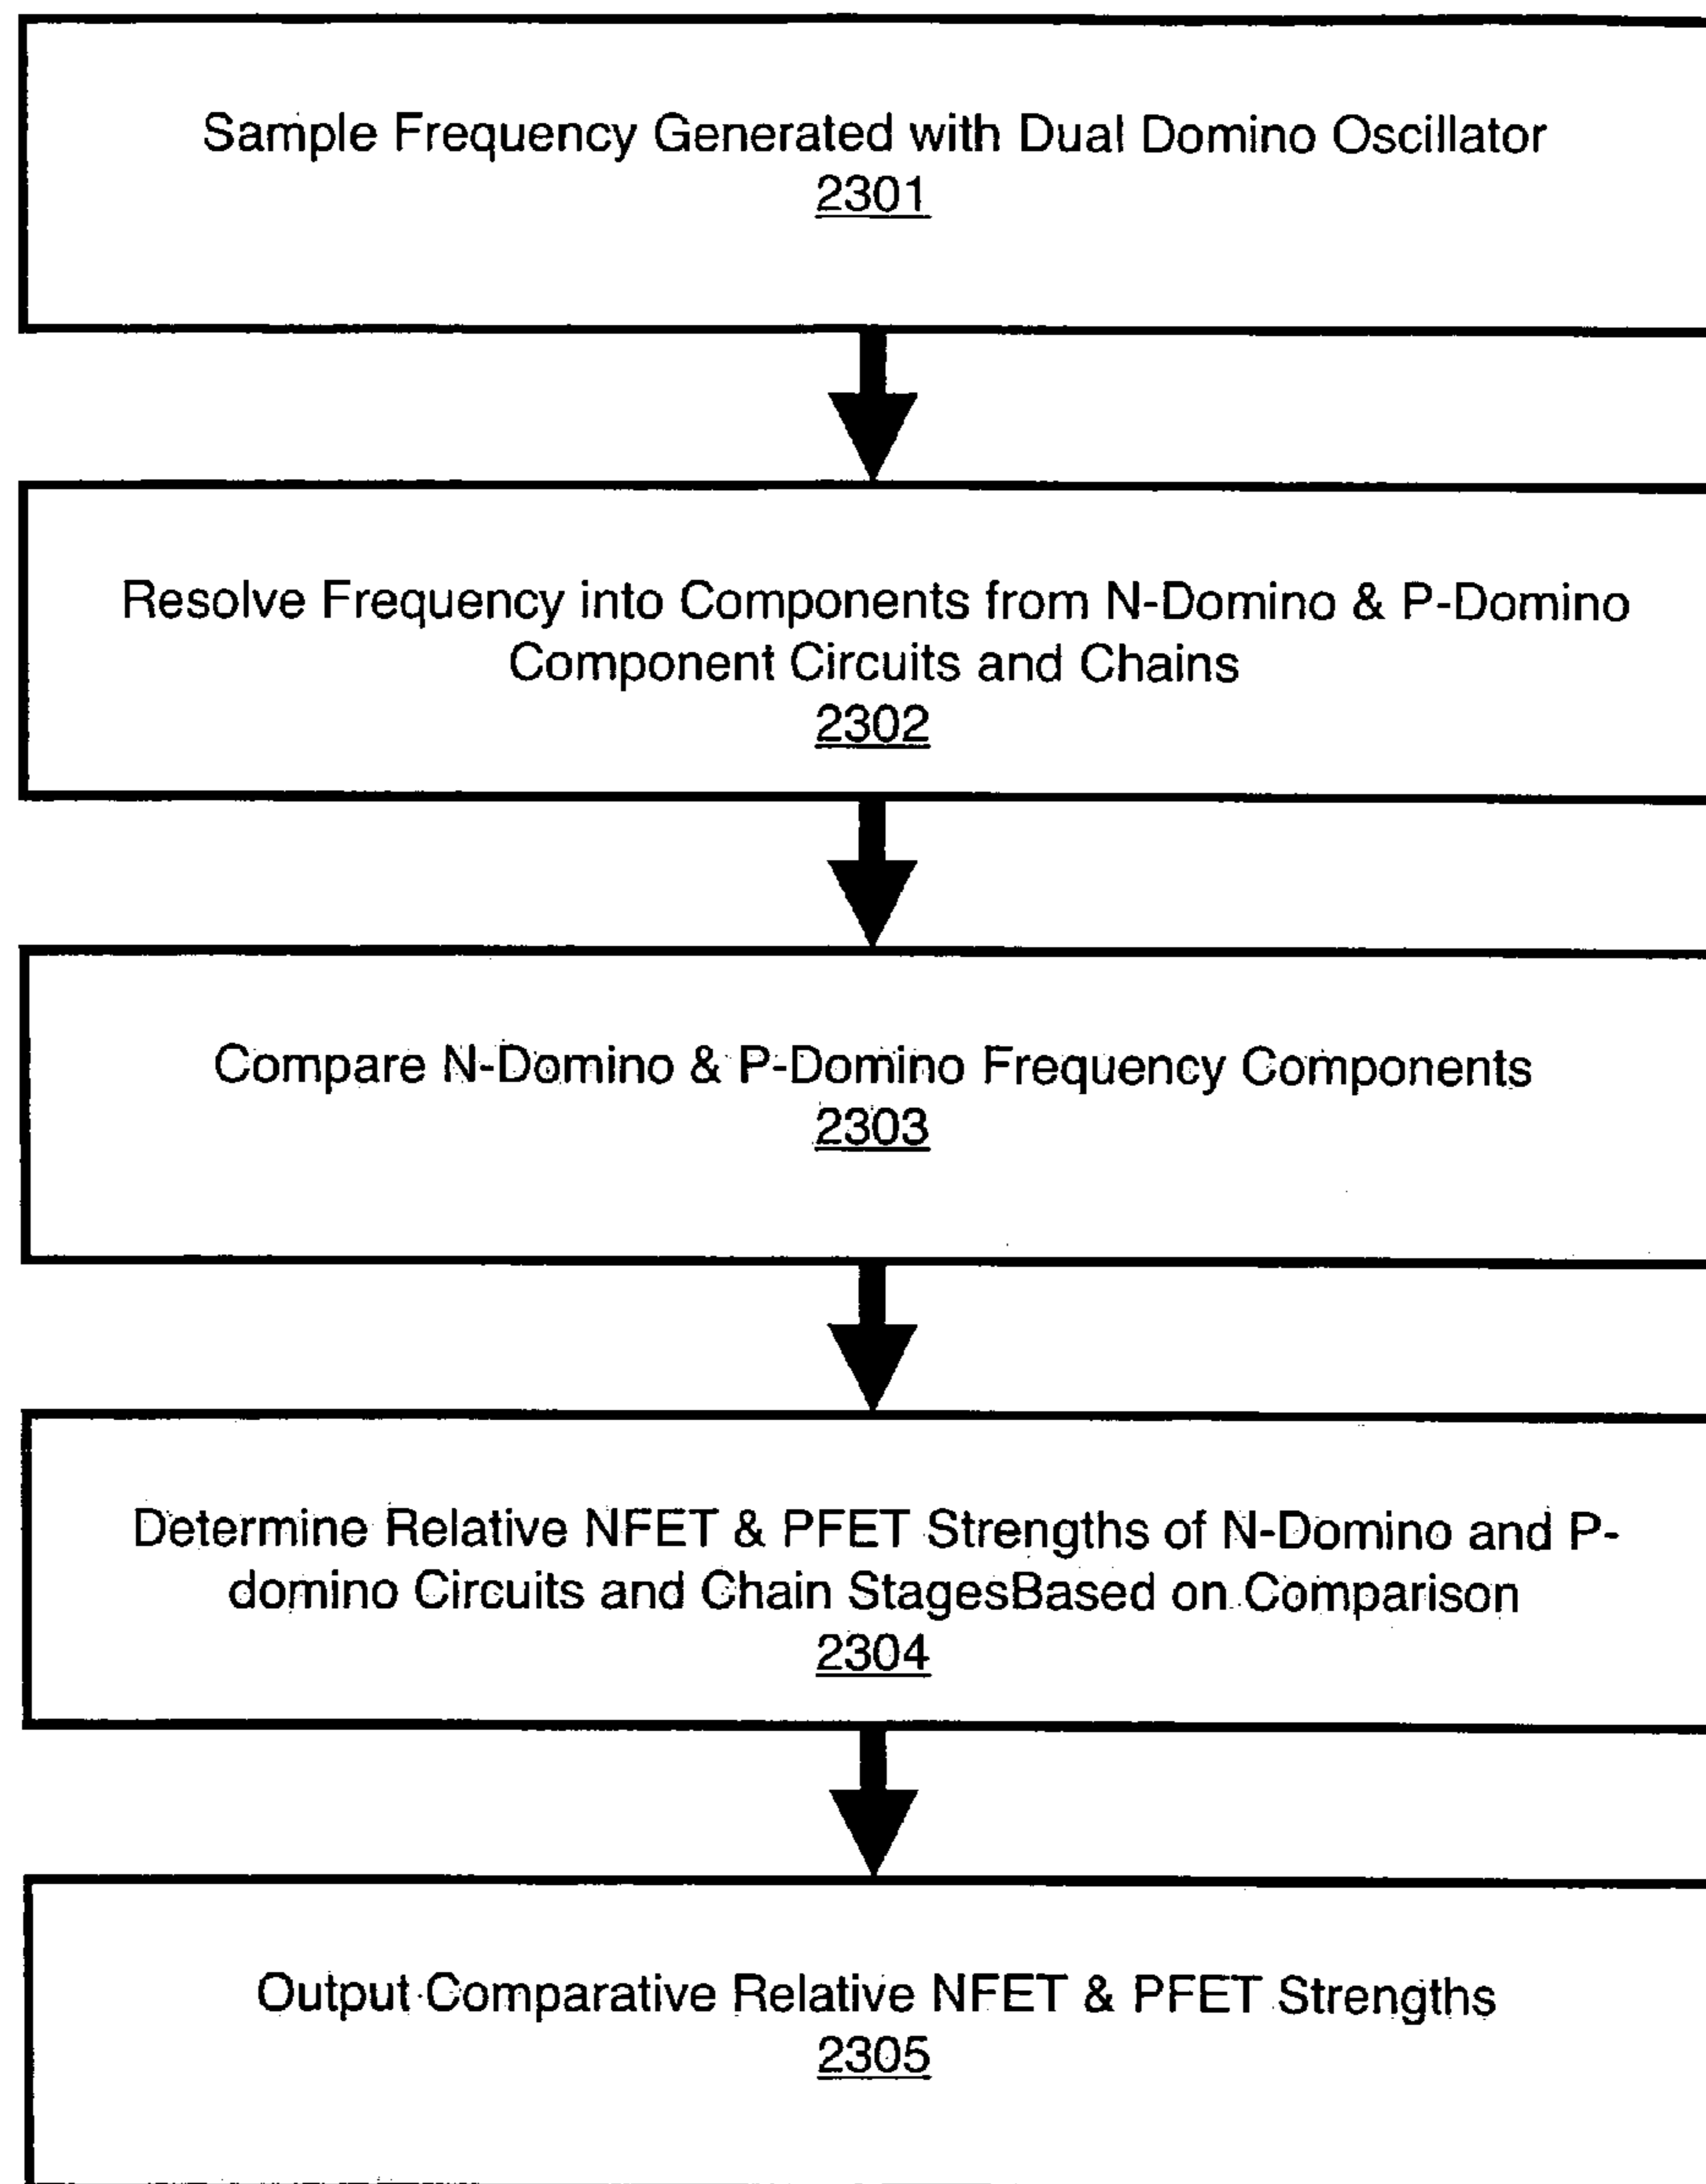 Sample Frequency Generated with Dual Domino Oscillator
2301
Resolve Frequency into Components from N-Domino & P-Domino
Component Circuits and Chains
2302
Compare N-Domino & P-Domino Frequency Components
2303
Determine Relative NFET & PFET Strengths of N-Domino and P-
domino Circuits and Chain StagesBased on Comparison
2304
Output Comparative Relative NFET & PFET Strengths
2305